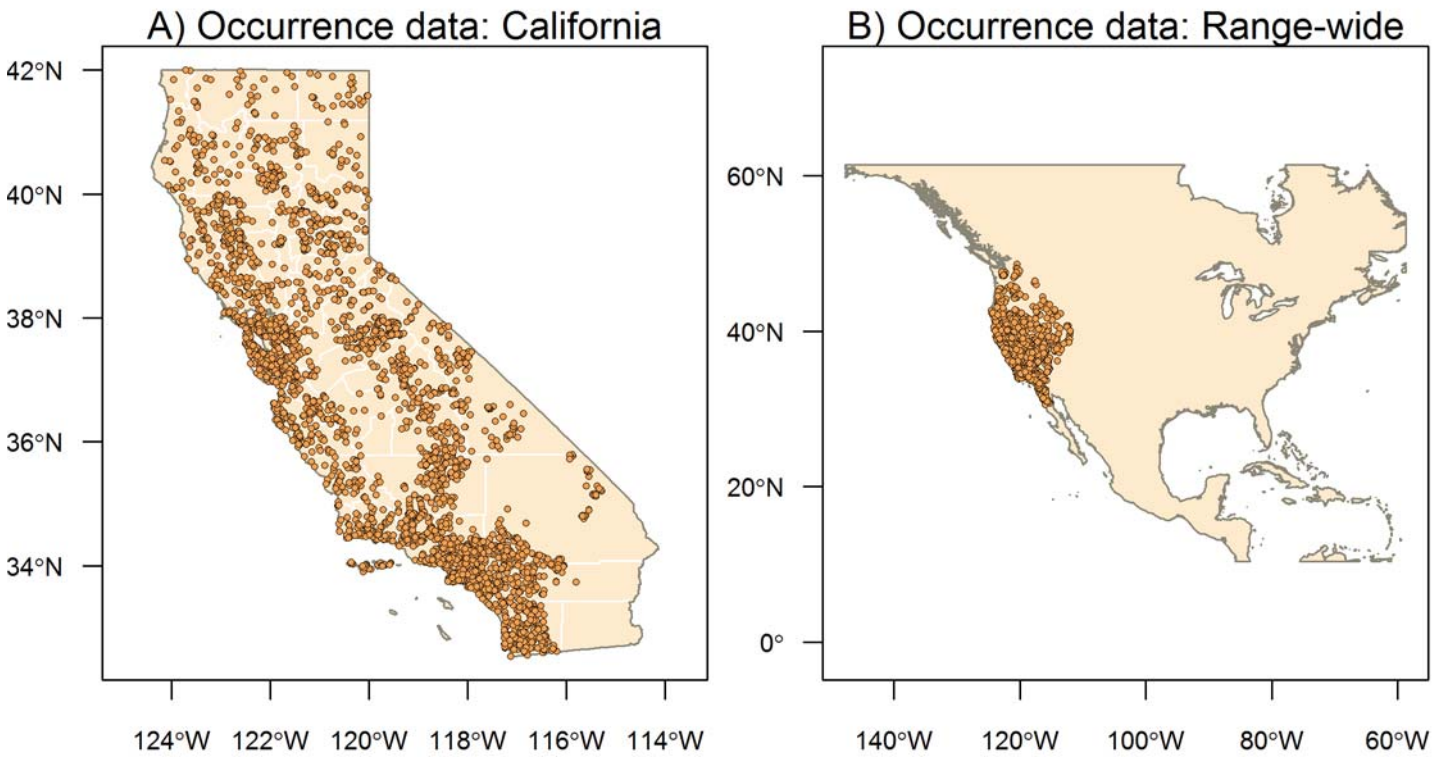 A) Occurrence data: California
42°N
40°N
38°N
36°N
34°N
124°W 122°W 120°W 118°W 116°W 114°W
B) Occurrence data: Range-wide
60°N
40°N
20°N
0°
140°W 120°W 100°W 80°W 60°W